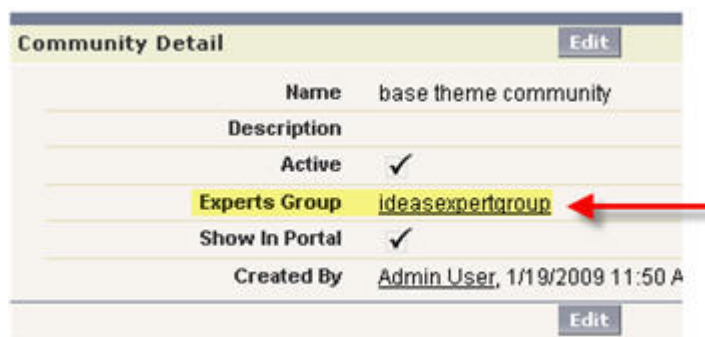 Community Detail Edit
Name base theme community
Description
Active ✓
Experts Group ideasexpertgroup
Show In Portal ✓
Created By Admin User, 1/19/2009 11:50 A
Edit